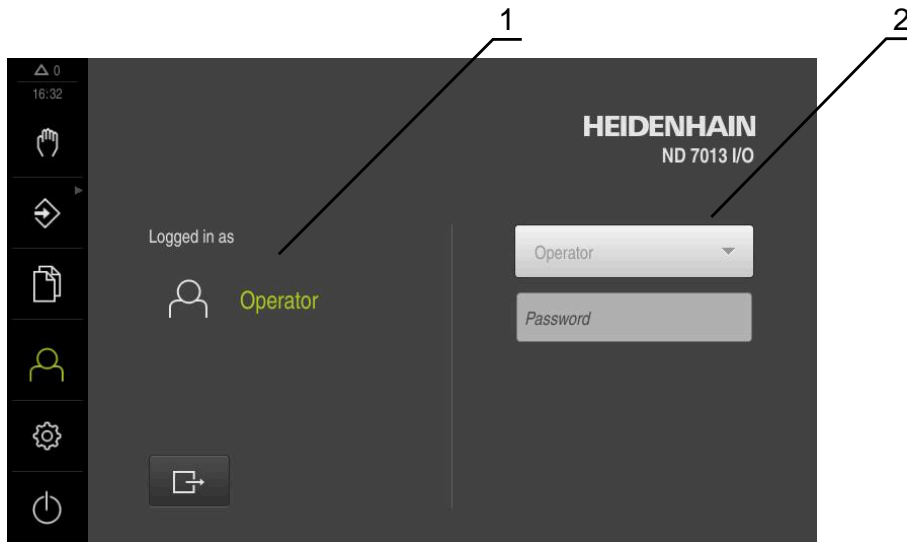 1
2
△ 0
16:32
HEIDENHAIN
ND 7013 I/O
Logged in as
Operator
Operator
Password